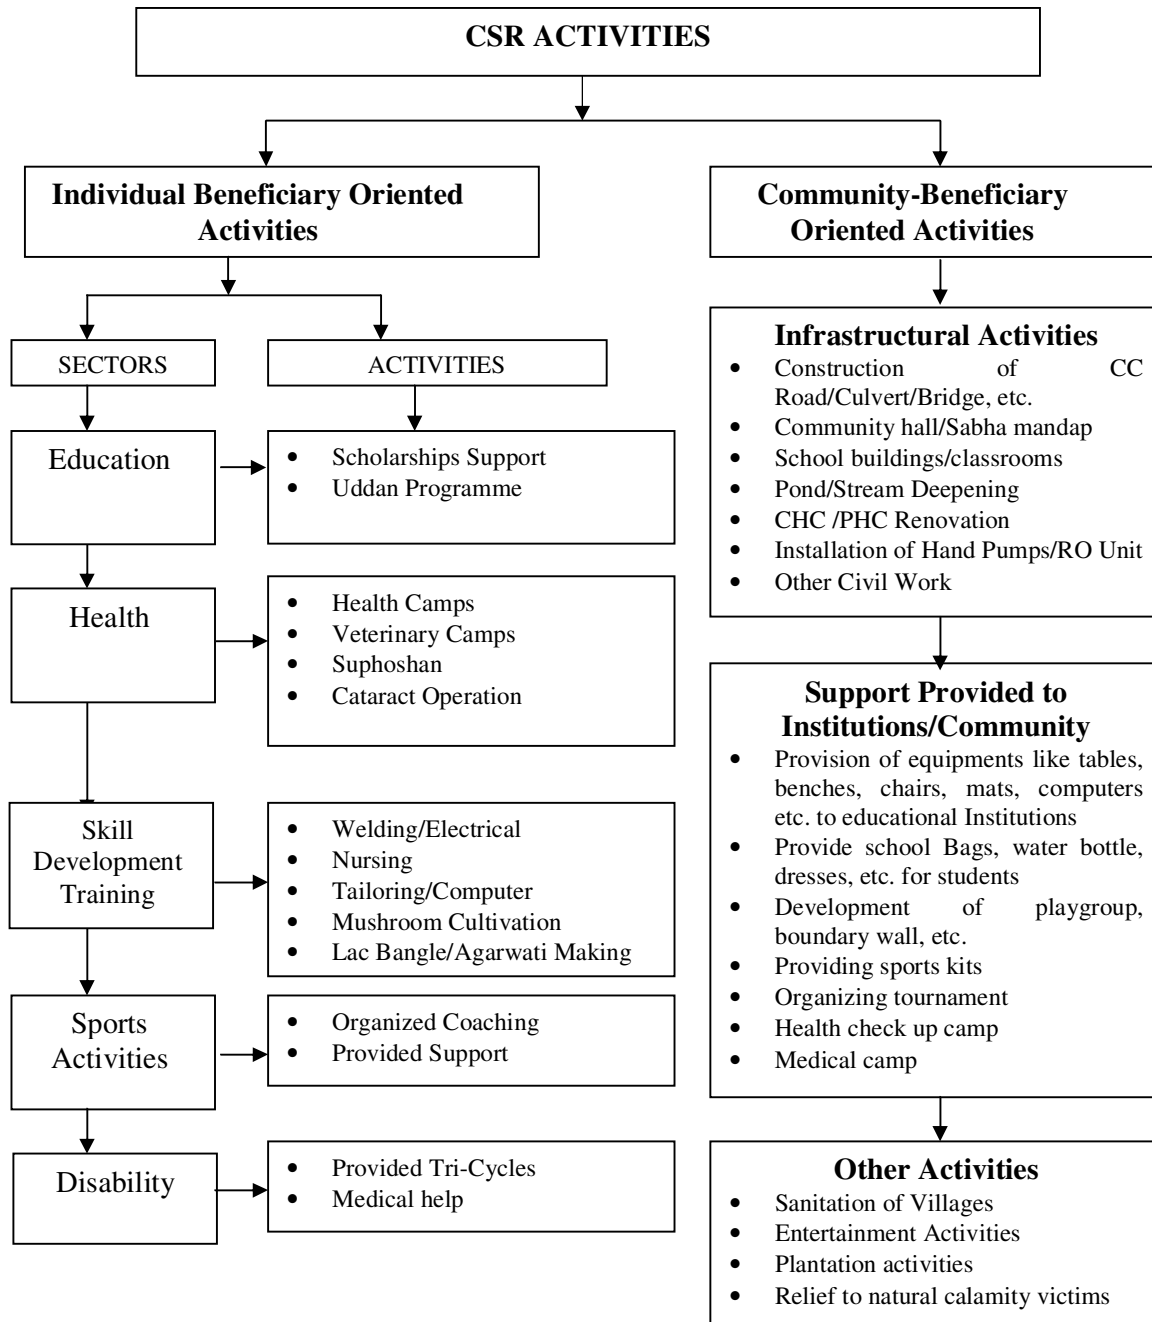 CSR ACTIVITIES
Individual Beneficiary Oriented
Activities
SECTORS
ACTIVITIES
Education
• Scholarships Support
• Uddan Programme
Health
• Health Camps
• Veterinary Camps
• Suphoshan
• Cataract Operation
Skill
Development
Training
• Welding/Electrical
• Nursing
• Tailoring/Computer
• Mushroom Cultivation
• Lac Bangle/Agarwati Making
Sports
Activities
• Organized Coaching
• Provided Support
Disability
• Provided Tri-Cycles
• Medical help
Community-Beneficiary
Oriented Activities
Infrastructural Activities
• Construction of CC
Road/Culvert/Bridge, etc.
• Community hall/Sabha mandap
• School buildings/classrooms
• Pond/Stream Deepening
• CHC /PHC Renovation
• Installation of Hand Pumps/RO Unit
• Other Civil Work
Support Provided to
Institutions/Community
• Provision of equipments like tables,
benches, chairs, mats, computers
etc. to educational Institutions
• Provide school Bags, water bottle,
dresses, etc. for students
• Development of playgroup,
boundary wall, etc.
• Providing sports kits
• Organizing tournament
• Health check up camp
• Medical camp
Other Activities
• Sanitation of Villages
• Entertainment Activities
• Plantation activities
• Relief to natural calamity victims